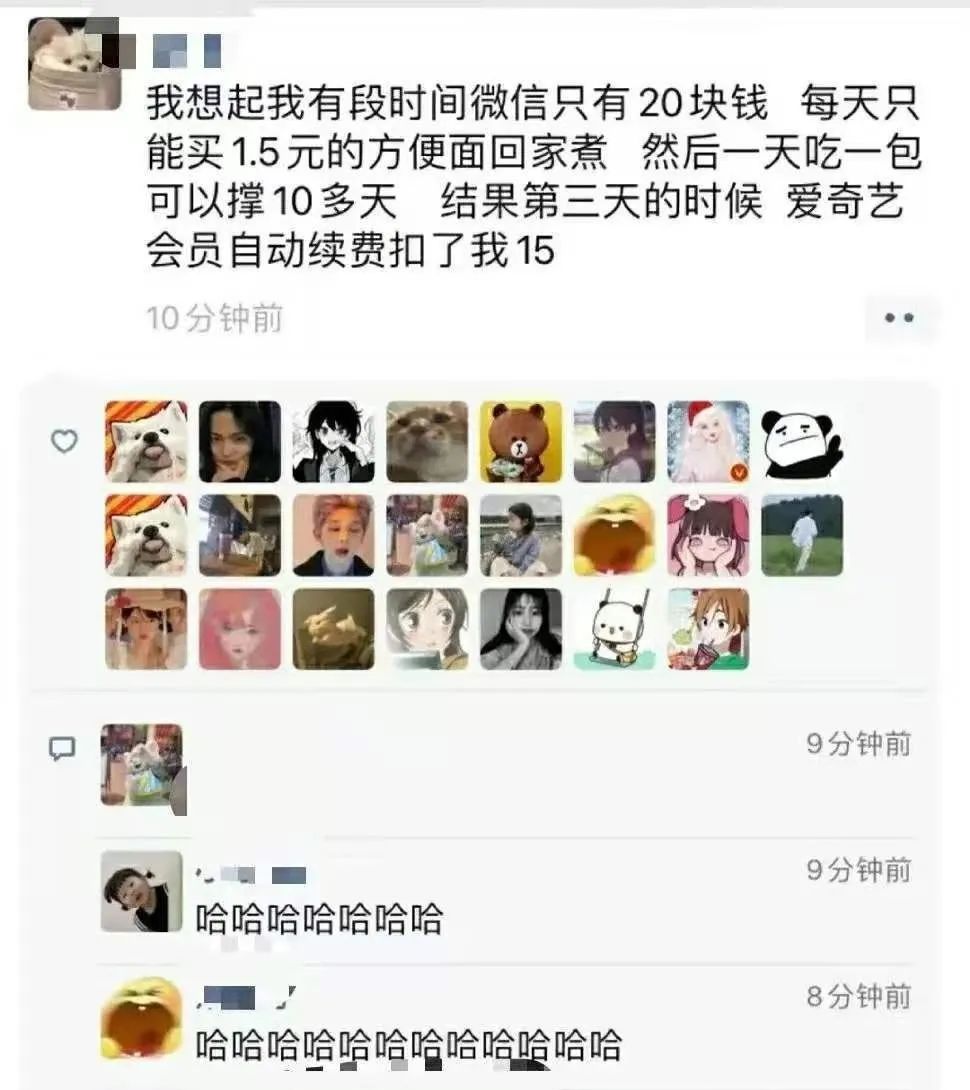 我想起我有段时间微信只有20块钱 每天只
能买1.5元的方便面回家煮 然后一天吃一包
可以撑10多天 结果第三天的时候 爱奇艺
会员自动续费扣了我15
10分钟前
9分钟前
9分钟前
哈哈哈哈哈哈哈
8分钟前
哈哈哈哈哈哈哈哈哈哈哈哈